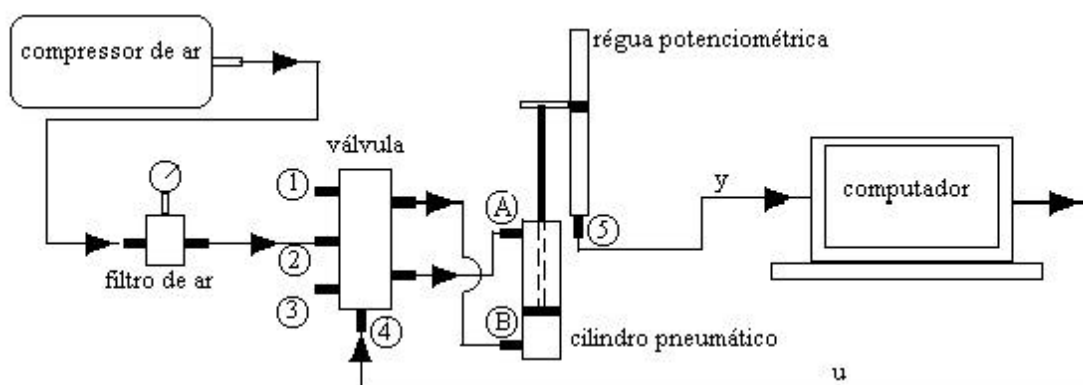 compressor de ar
régua potenciométrica
válvula
1
A
y
computador
2
5
filtro de ar
3
4
B
cilindro pneumático
u